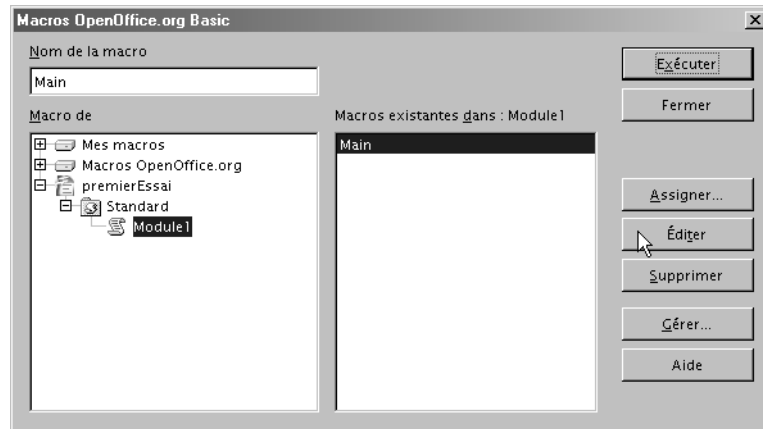 Macros OpenOffice.org Basic
Nom de la macro
Main
Macro de
Mes macros
Macros OpenOffice.org
premierEssai
Standard
Module1
Macros existantes dans : Module1
Main
Exécuter
Fermer
Assigner...
Éditer
Supprimer
Gérer...
Aide